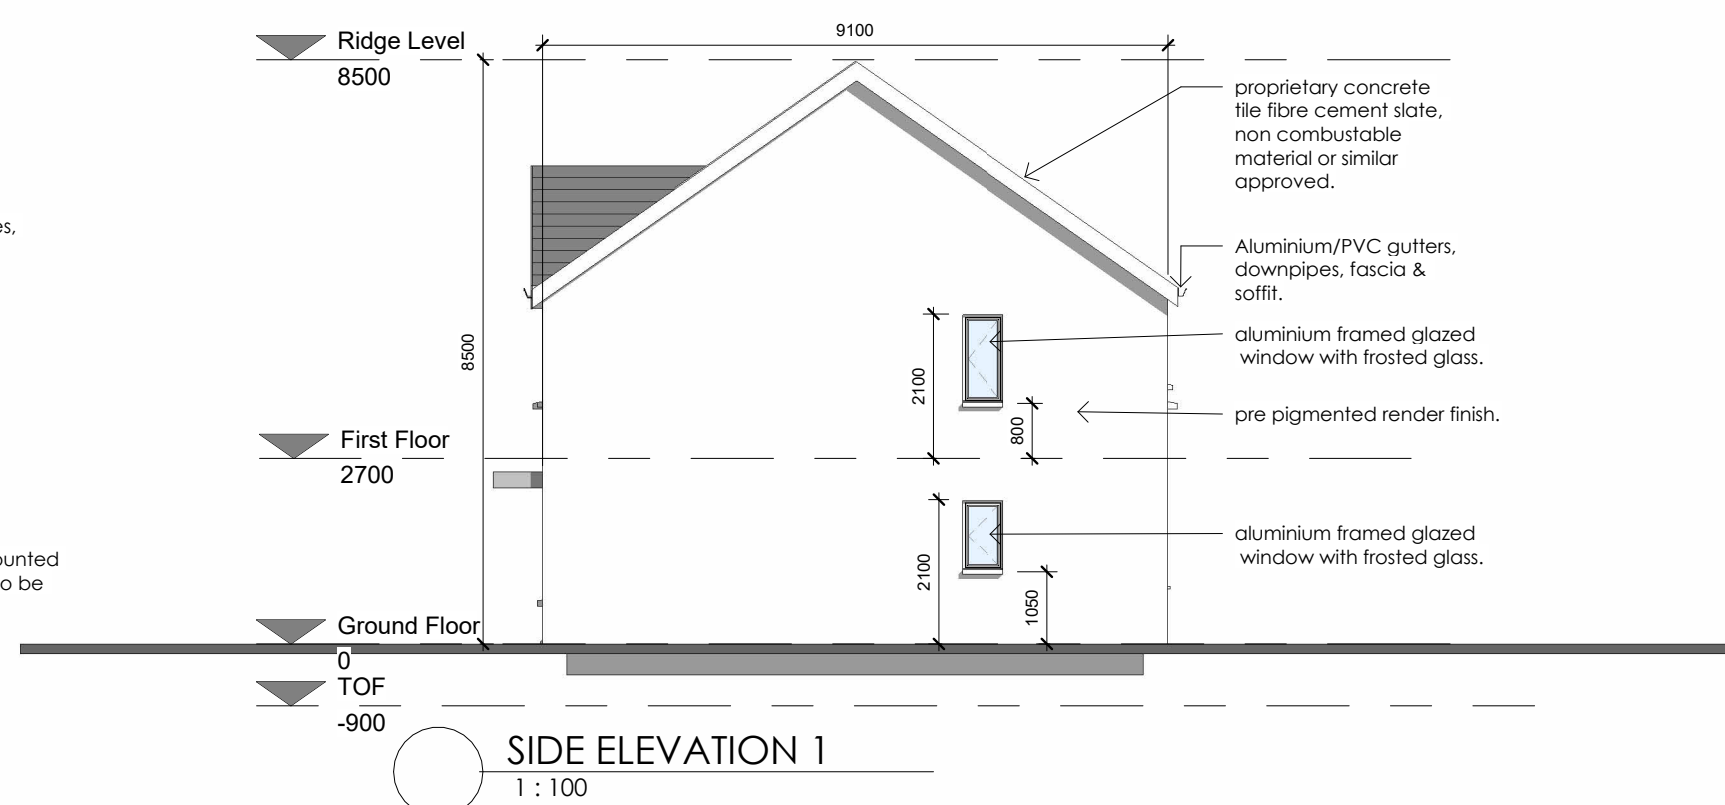 9100
Ridge Level
8500
proprietary concrete
tile fibre cement slate,
non combustable
material or similar
approved.
es,
Aluminium/PVC gutters,
downpipes, fascia &
soffit.
aluminium framed glazed
window with frosted glass.
8500
2100
800
pre pigmented render finish.
First Floor
2700
aluminium framed glazed
window with frosted glass.
ounted
o be
2100
1050
Ground Floor
0
TOF
-900
SIDE ELEVATION 1
1 : 100